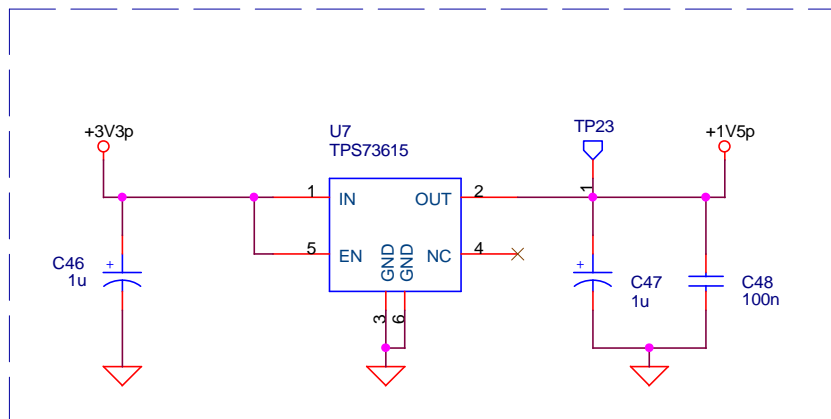 +3V3p
U7
TPS73615
TP23
+1V5p
1
IN
OUT
2
1
5
EN
GND
GND
NC
4
C46
1u
+
+
C47
1u
C48
100n
3
6